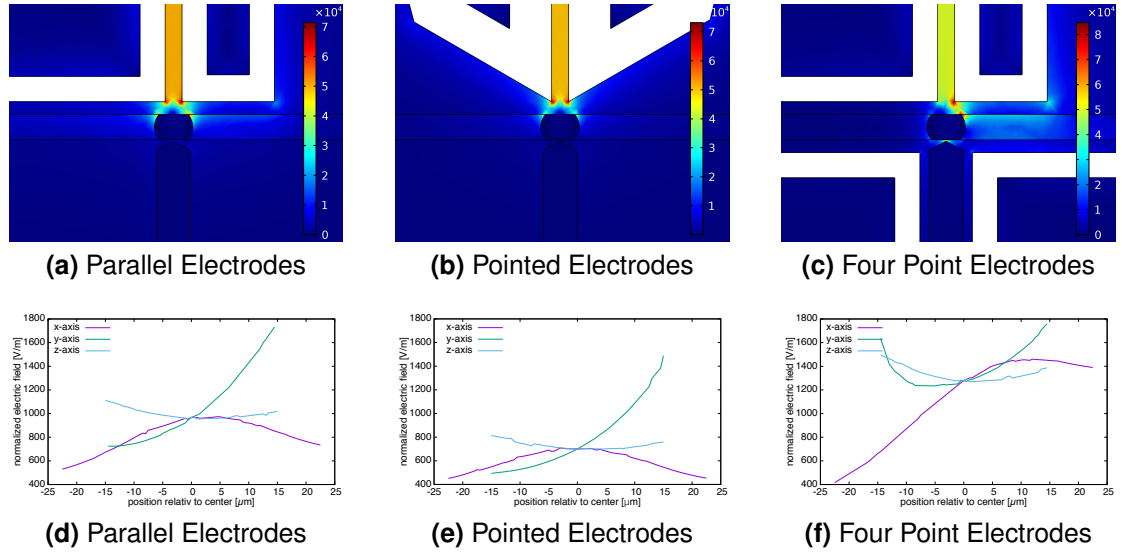 ×10⁴
7
6
5
4
3
2
1
0
×10⁴
7
6
5
4
3
2
1
0
×10⁴
8
7
6
5
4
3
2
1
0
(a) Parallel Electrodes
(b) Pointed Electrodes
(c) Four Point Electrodes
1800
1600
1400
1200
1000
800
600
400
normalized electric field [V/m]
x-axis
y-axis
z-axis
-25 -20 -15 -10 -5 0 5 10 15 20 25
position relativ to center [μm]
1800
1600
1400
1200
1000
800
600
400
normalized electric field [V/m]
x-axis
y-axis
z-axis
-25 -20 -15 -10 -5 0 5 10 15 20 25
position relativ to center [μm]
1800
1600
1400
1200
1000
800
600
400
normalized electric field [V/m]
x-axis
y-axis
z-axis
-25 -20 -15 -10 -5 0 5 10 15 20 25
position relativ to center [μm]
(d) Parallel Electrodes
(e) Pointed Electrodes
(f) Four Point Electrodes